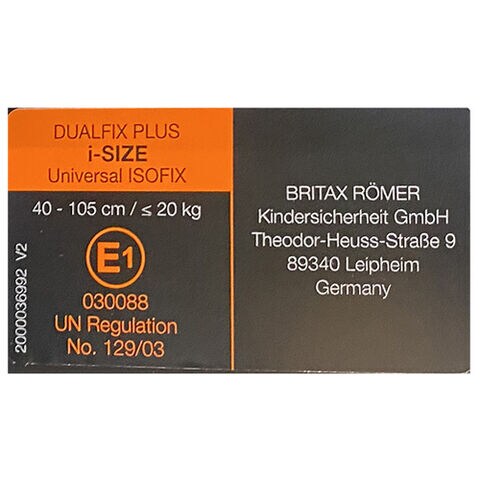 DUALFIX PLUS
i-SIZE
Universal ISOFIX
40 - 105 cm / ≤ 20 kg
E1
030088
UN Regulation
No. 129/03
2000036992 V2
BRITAX RÖMER
Kindersicherheit GmbH
Theodor-Heuss-Straße 9
89340 Leipheim
Germany